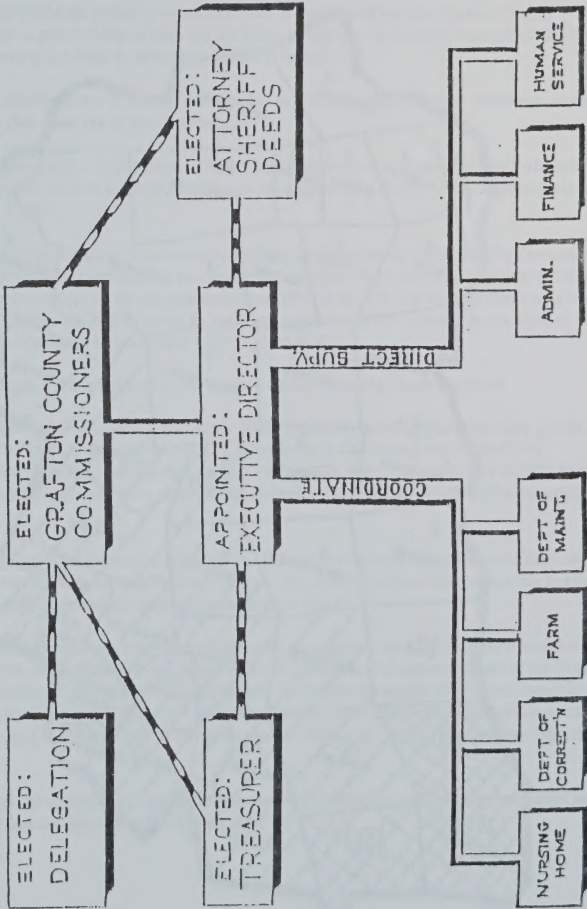 ELECTED:
DELEGATION
ELECTED:
GRAFTON COUNTY
COMMISSIONERS
ELECTED:
ATTORNEY
SHERIFF
DEEDS
ELECTED:
TREASURER
APPOINTED:
EXECUTIVE DIRECTOR
COORDINATE
DIRECT SUPV.
NURSING
HOME
DEPT OF
CORRECT'N
FARM
DEPT OF
MAINT.
ADMIN.
FINANCE
HUMAN
SERVICE